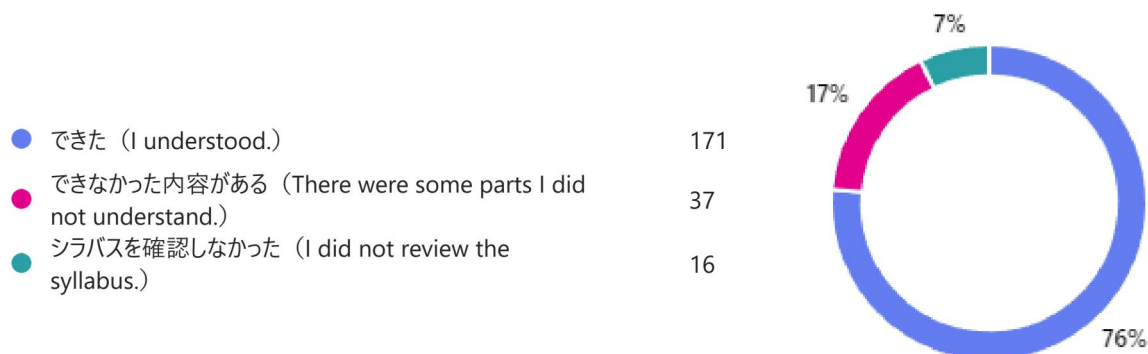 7%
17%
できた（I understood.） 171
できなかった内容がある（There were some parts I did
not understand.） 37
シラバスを確認しなかった（I did not review the
syllabus.） 16
76%